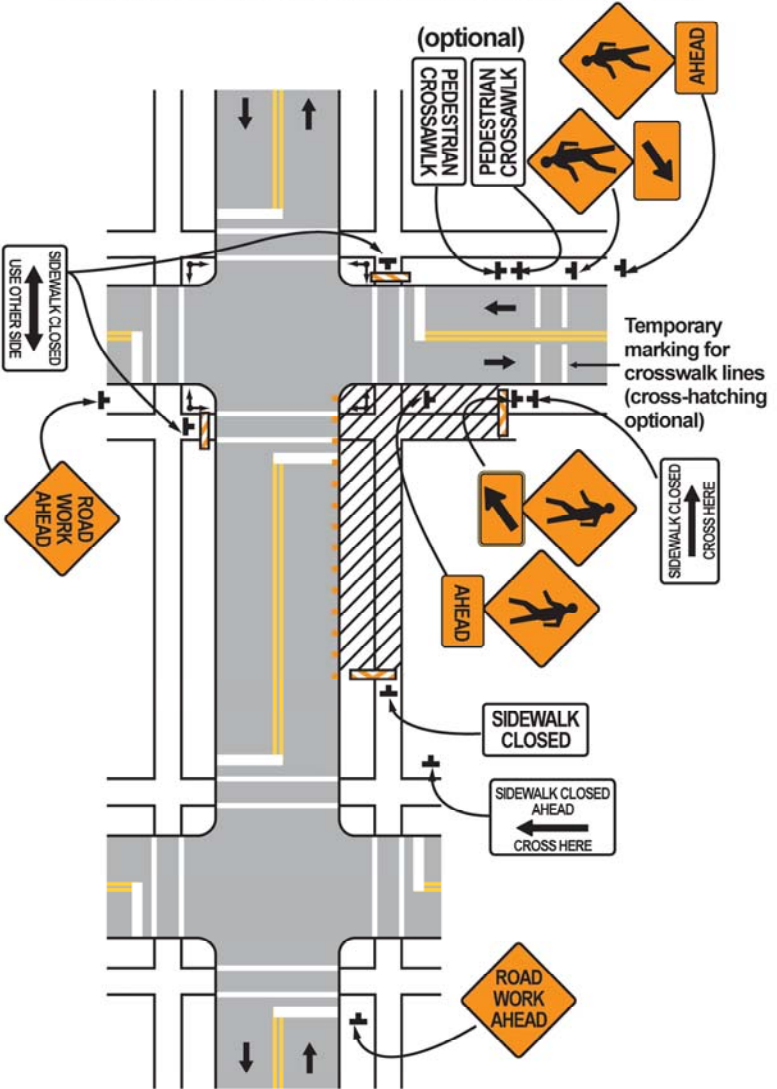 (optional)
PEDESTRIAN
CROSSAWLK
PEDESTRIAN
CROSSAWLK
AHEAD
SIDEWALK CLOSED
USE OTHER SIDE
Temporary
marking for
crosswalk lines
(cross-hatching
optional)
ROAD
WORK
AHEAD
SIDEWALK CLOSED
CROSS HERE
AHEAD
SIDEWALK
CLOSED
SIDEWALK CLOSED
AHEAD
CROSS HERE
ROAD
WORK
AHEAD